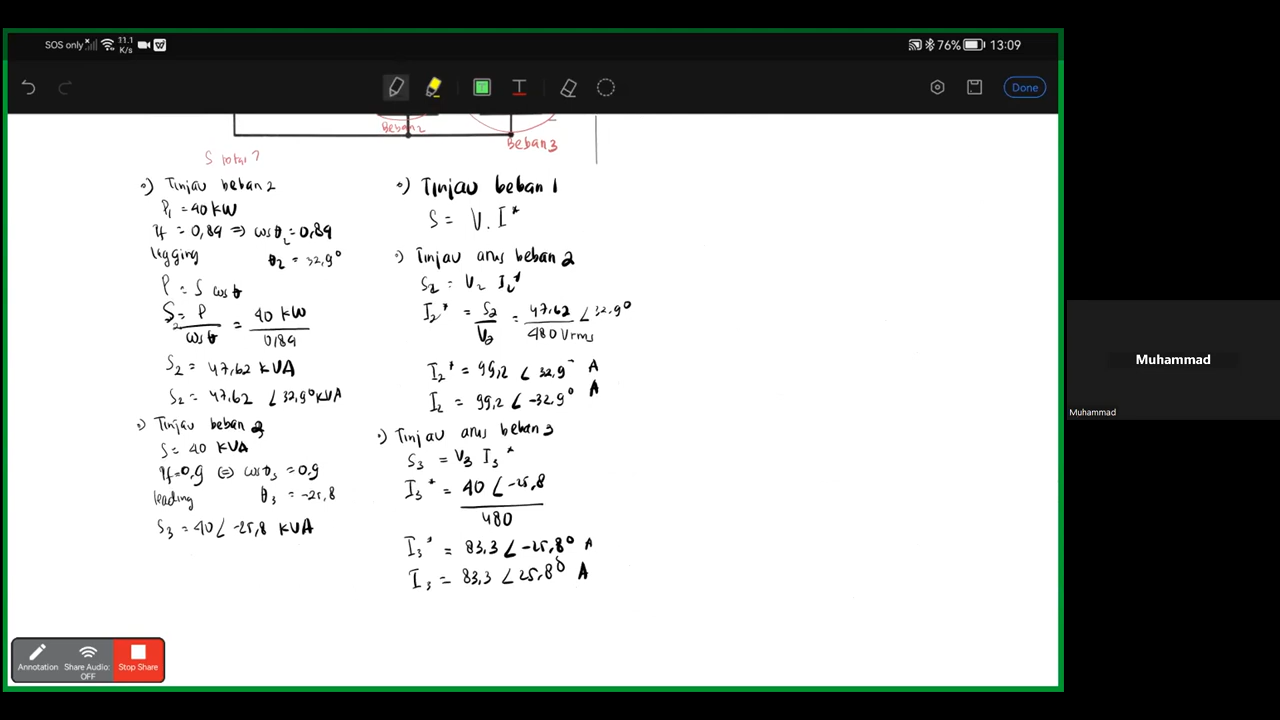 SOS only 11.1 K/s 76% 13:09
Done
Beban 2
Beban 3
S total ?
•) Tinjau beban 2
P1 = 40 kW
Pf = 0,84 => cos θ2 = 0,84
lagging θ2 = 32,9°
P = S cos θ
S2 = P / cos θ = 40 kW / 0,84
S2 = 47,62 kVA
S2 = 47,62 ∠32,9° kVA
•) Tinjau beban 3
S = 40 KVA
Pf = 0,9 => cos θ3 = 0,9
leading θ3 = -25,8
S3 = 40 ∠ -25,8 KVA
•) Tinjau beban 1
S = V . I*
•) Tinjau arus beban 2
S2 = V2 I2*
I2* = S2 / V2 = 47,62 ∠32,9° / 480 Vrms
I2* = 99,2 ∠ 32,9° A
I2 = 99,2 ∠ -32,9° A
•) Tinjau arus beban 3
S3 = V3 I3*
I3* = 40 ∠ -25,8 / 480
I3* = 83,3 ∠ -25,8° A
I3 = 83,3 ∠ 25,8° A
Annotation
Share Audio: OFF
Stop Share
Muhammad
Muhammad